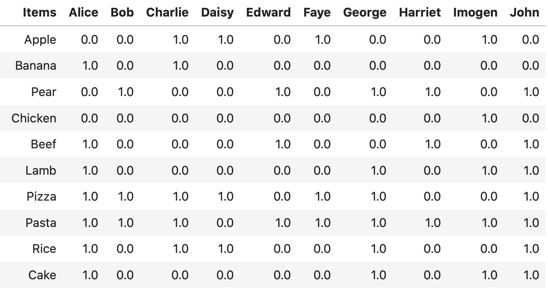 Items Alice Bob Charlie Daisy Edward Faye George Harriet Imogen John
Apple 0.0 0.0 1.0 1.0 0.0 1.0 0.0 0.0 1.0 0.0
Banana 1.0 0.0 1.0 0.0 0.0 0.0 0.0 0.0 0.0 0.0
Pear 0.0 1.0 0.0 0.0 1.0 0.0 1.0 1.0 0.0 1.0
Chicken 0.0 0.0 0.0 0.0 0.0 0.0 0.0 0.0 1.0 0.0
Beef 1.0 0.0 0.0 0.0 1.0 0.0 0.0 1.0 0.0 1.0
Lamb 1.0 0.0 0.0 0.0 0.0 0.0 1.0 0.0 1.0 1.0
Pizza 1.0 1.0 1.0 1.0 0.0 1.0 1.0 0.0 0.0 1.0
Pasta 1.0 1.0 1.0 0.0 1.0 1.0 1.0 1.0 1.0 1.0
Rice 1.0 0.0 1.0 1.0 0.0 0.0 1.0 0.0 0.0 1.0
Cake 1.0 0.0 0.0 0.0 0.0 0.0 1.0 0.0 1.0 1.0